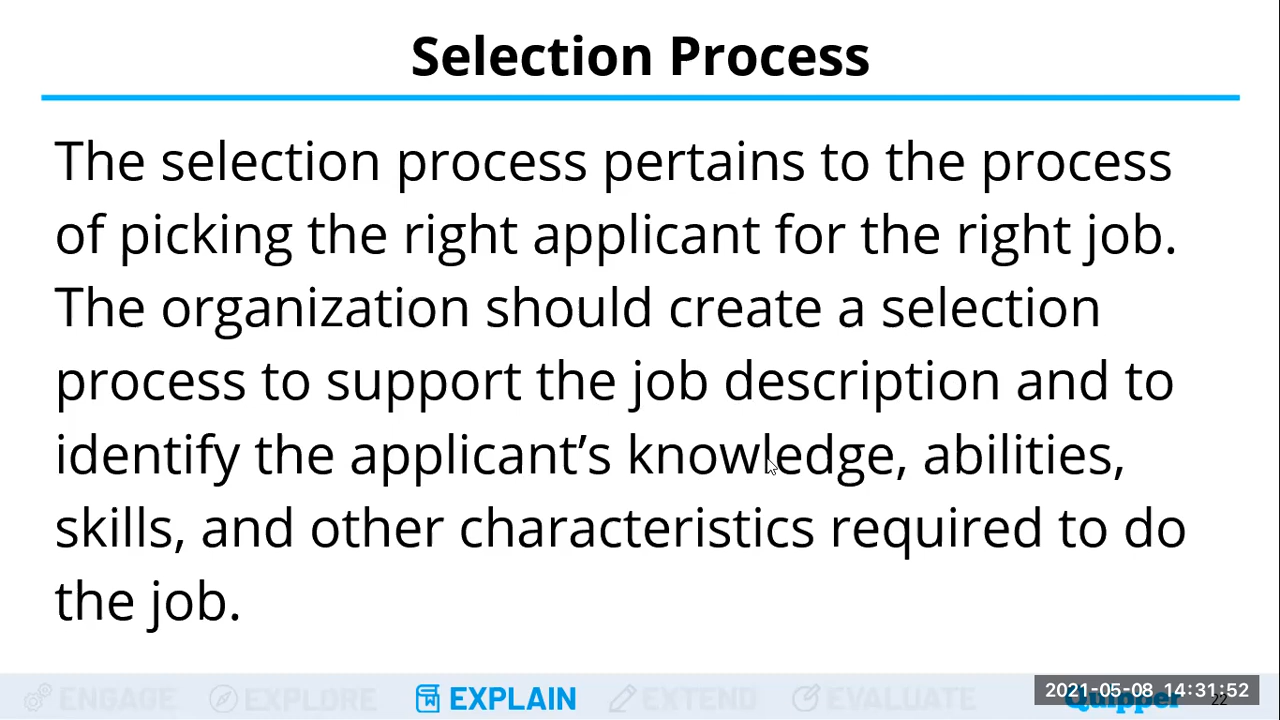 Selection Process
The selection process pertains to the process
of picking the right applicant for the right job.
The organization should create a selection
process to support the job description and to
identify the applicant’s knowledge, abilities,
skills, and other characteristics required to do
the job.
ENGAGE EXPLORE EXPLAIN EXTEND EVALUATE Quipper 22
2021-05-08 14:31:52